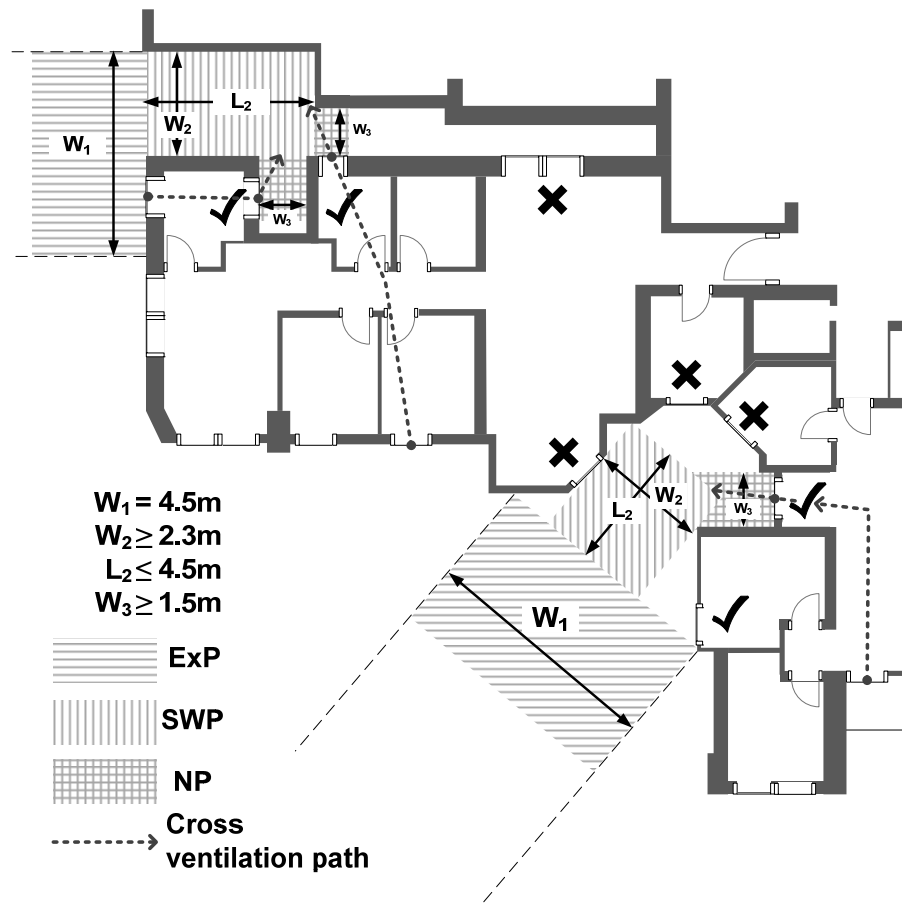 L2
W2
W1
W3
W3
W2
L2
W3
W1 = 4.5m
W2 ≥ 2.3m
L2 ≤ 4.5m
W3 ≥ 1.5m
W1
ExP
SWP
NP
Cross
ventilation path